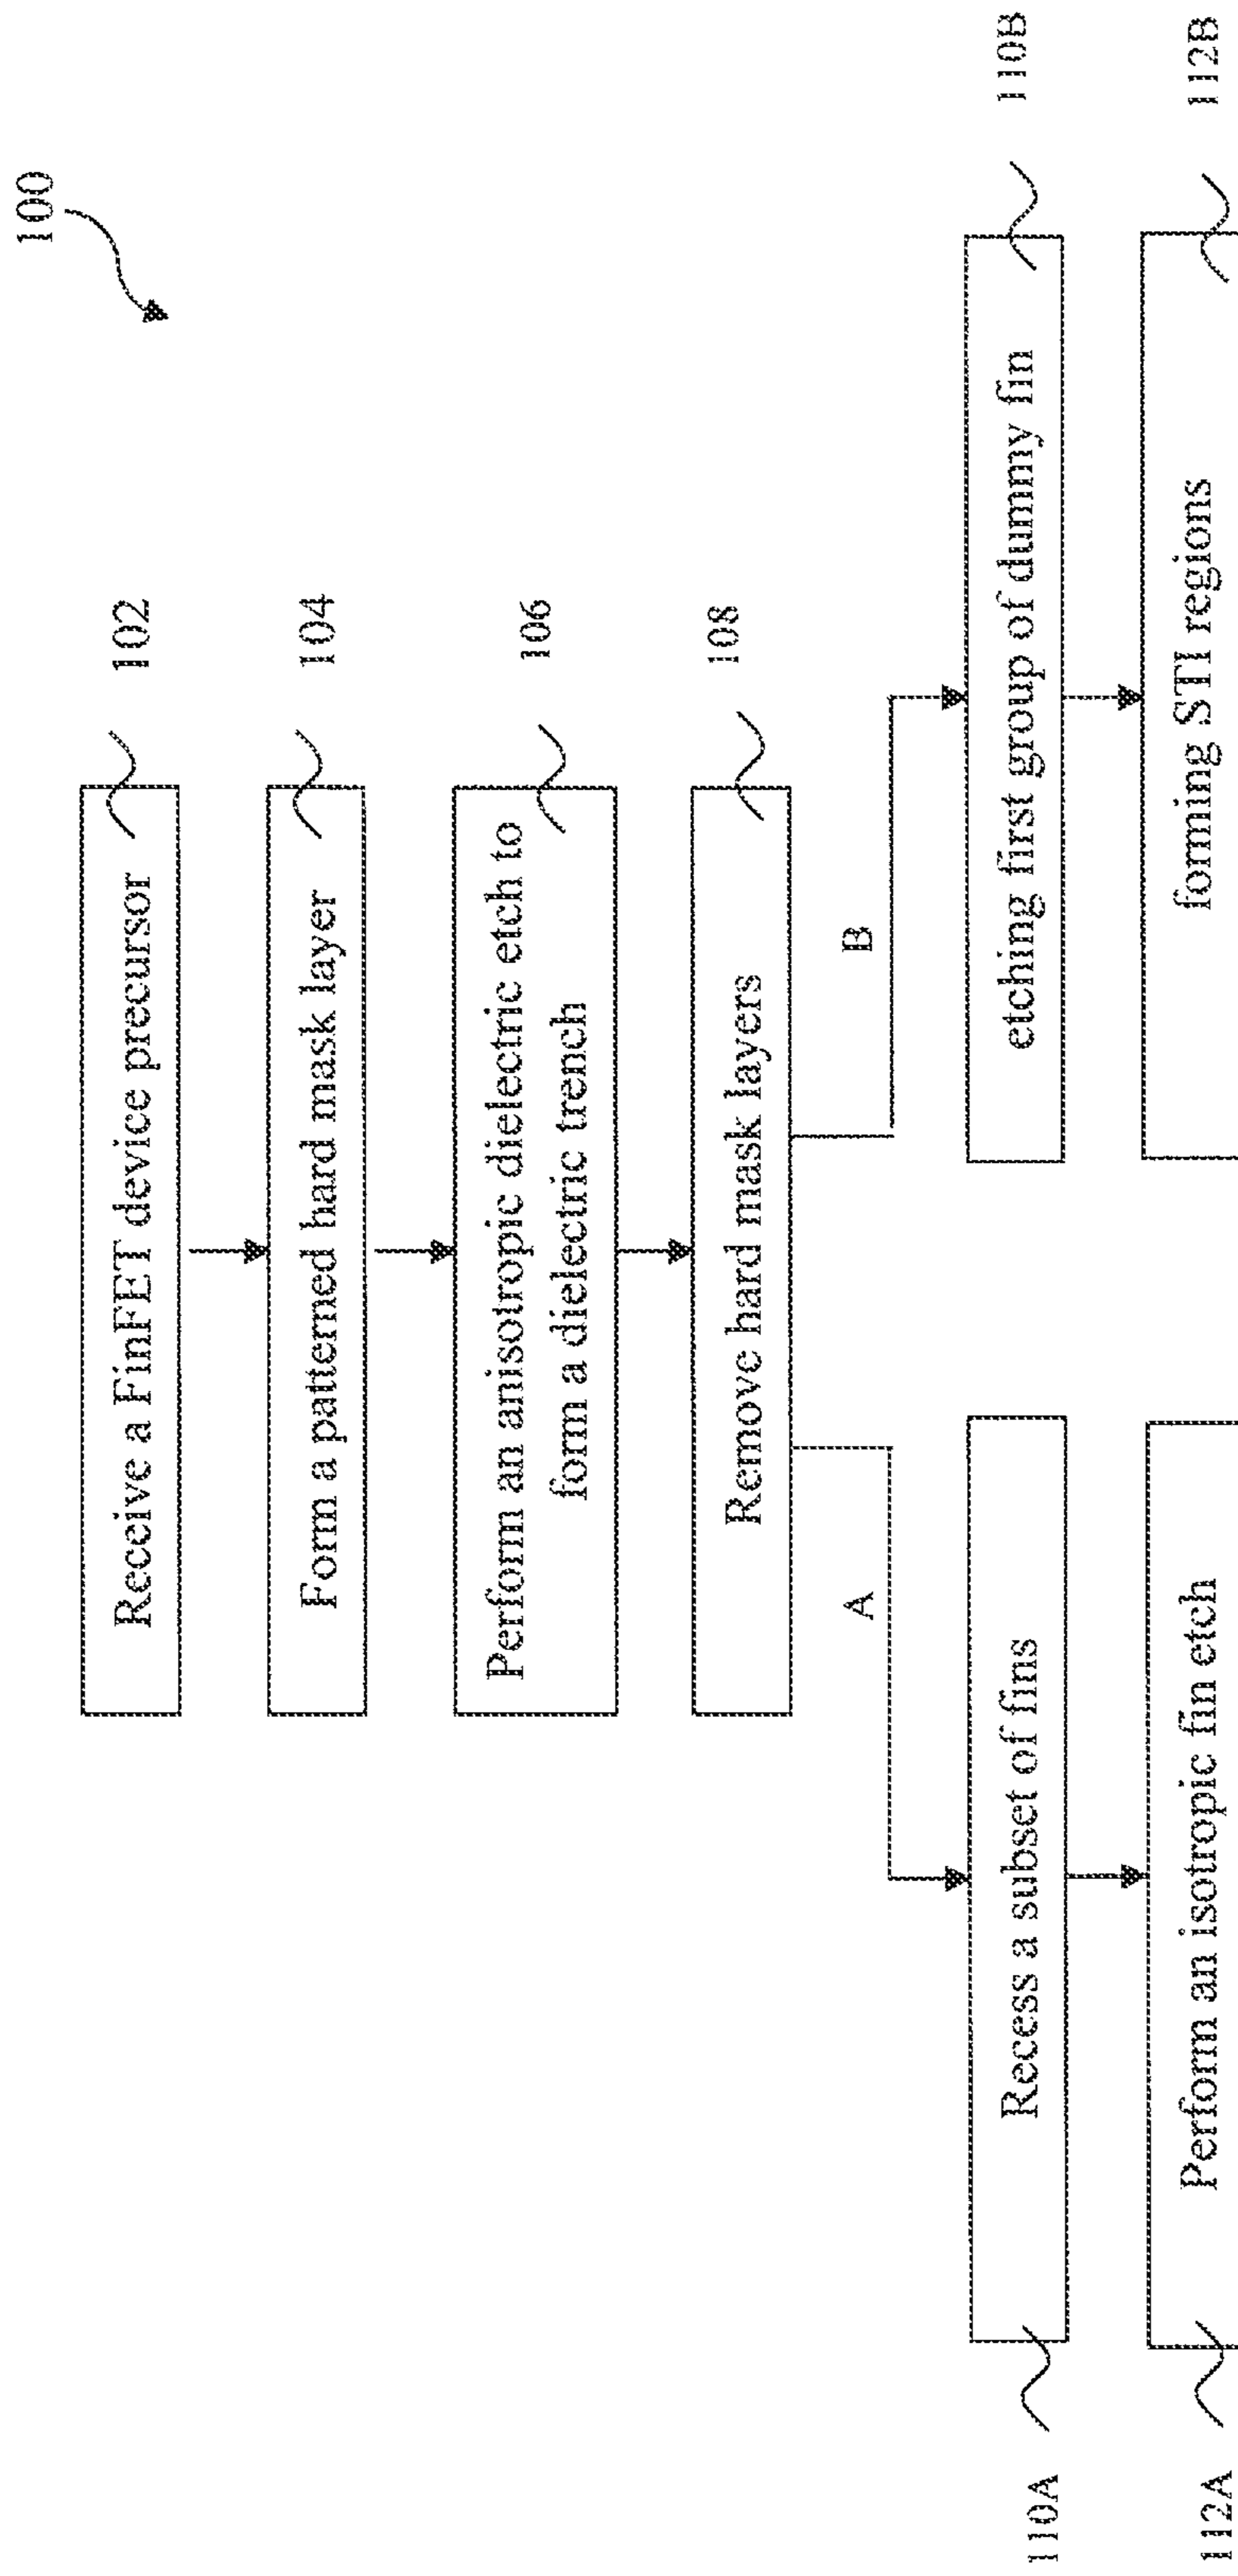 100
Receive a FinFET device precursor
102
Form a patterned hard mask layer
104
Perform an anisotropic dielectric etch to
form a dielectric trench
106
Remove hard mask layers
108
A
B
110A
Recess a subset of fins
etching first group of dummy fin
110B
112A
Perform an isotropic fin etch
forming STI regions
112B